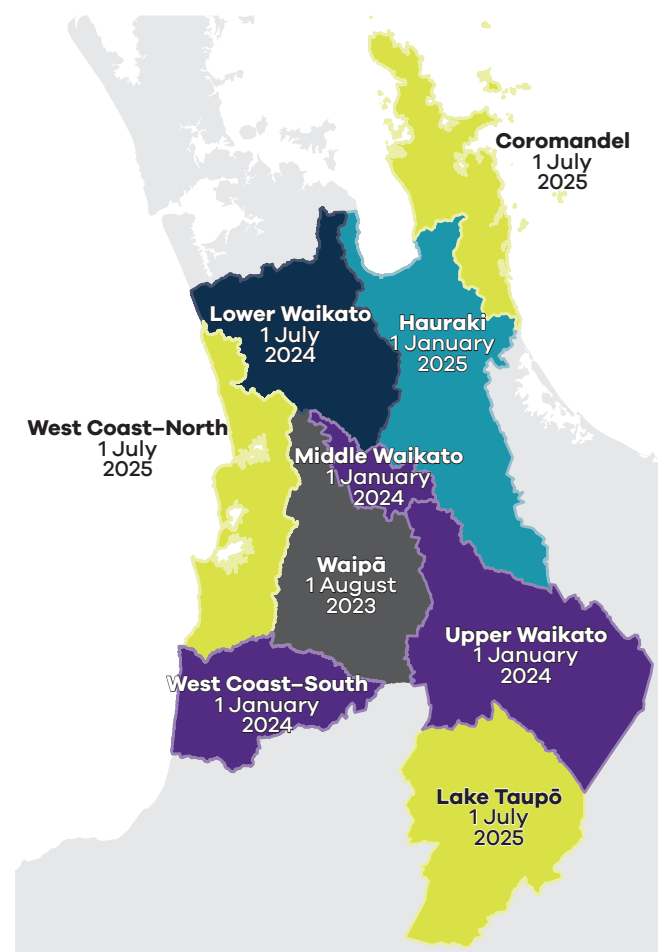 Coromandel
1 July
2025
Lower Waikato
1 July
2024
Hauraki
1 January
2025
West Coast–North
1 July
2025
Middle Waikato
1 January
2024
Waipā
1 August
2023
Upper Waikato
1 January
2024
West Coast–South
1 January
2024
Lake Taupō
1 July
2025